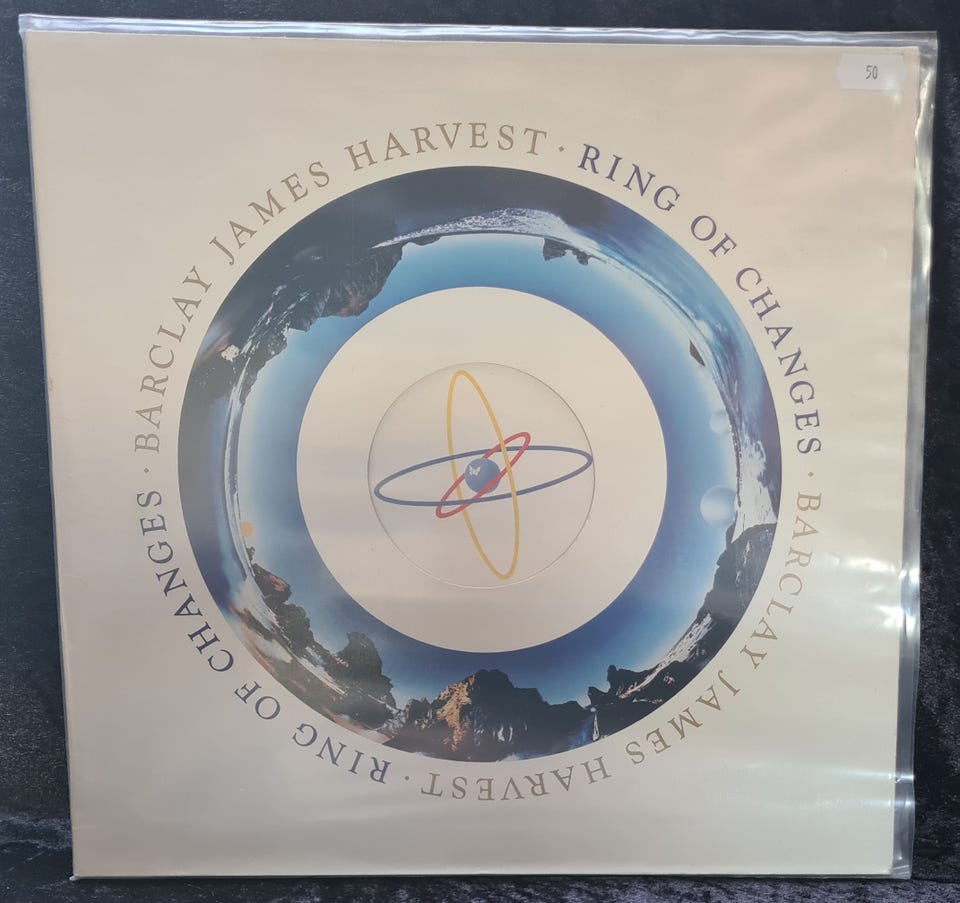 50
BARCLAY JAMES HARVEST · RING OF CHANGES · BARCLAY JAMES HARVEST · RING OF CHANGES ·